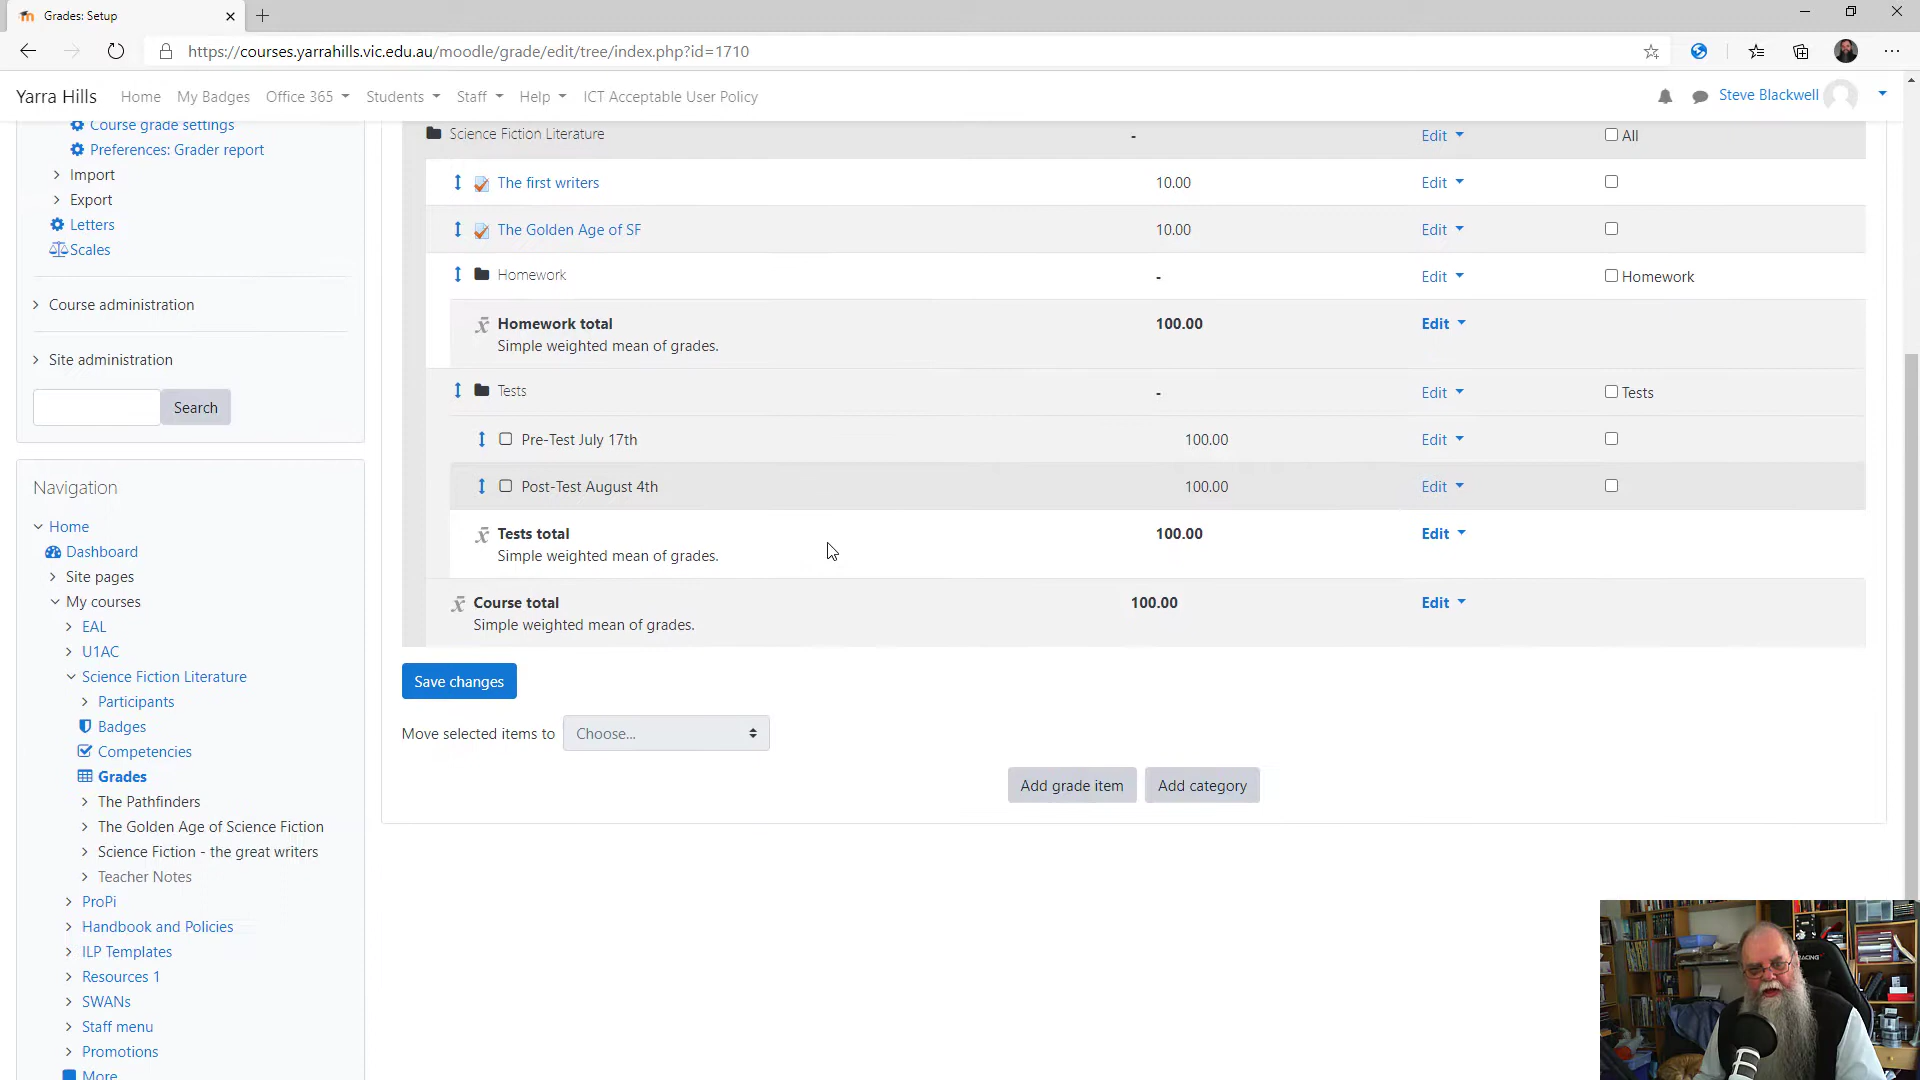 Grades: Setup
https://courses.yarrahills.vic.edu.au/moodle/grade/edit/tree/index.php?id=1710
Yarra Hills Home My Badges Office 365 Students Staff Help ICT Acceptable User Policy Steve Blackwell
Course grade settings
Preferences: Grader report
Import
Export
Letters
Scales
Course administration
Site administration
Search
Navigation
Home
Dashboard
Site pages
My courses
EAL
U1AC
Science Fiction Literature
Participants
Badges
Competencies
Grades
The Pathfinders
The Golden Age of Science Fiction
Science Fiction - the great writers
Teacher Notes
ProPi
Handbook and Policies
ILP Templates
Resources 1
SWANs
Staff menu
Promotions
More
Science Fiction Literature - Edit All
The first writers 10.00 Edit
The Golden Age of SF 10.00 Edit
Homework - Edit Homework
Homework total 100.00 Edit
Simple weighted mean of grades.
Tests - Edit Tests
Pre-Test July 17th 100.00 Edit
Post-Test August 4th 100.00 Edit
Tests total 100.00 Edit
Simple weighted mean of grades.
Course total 100.00 Edit
Simple weighted mean of grades.
Save changes
Move selected items to Choose...
Add grade item Add category
RACING